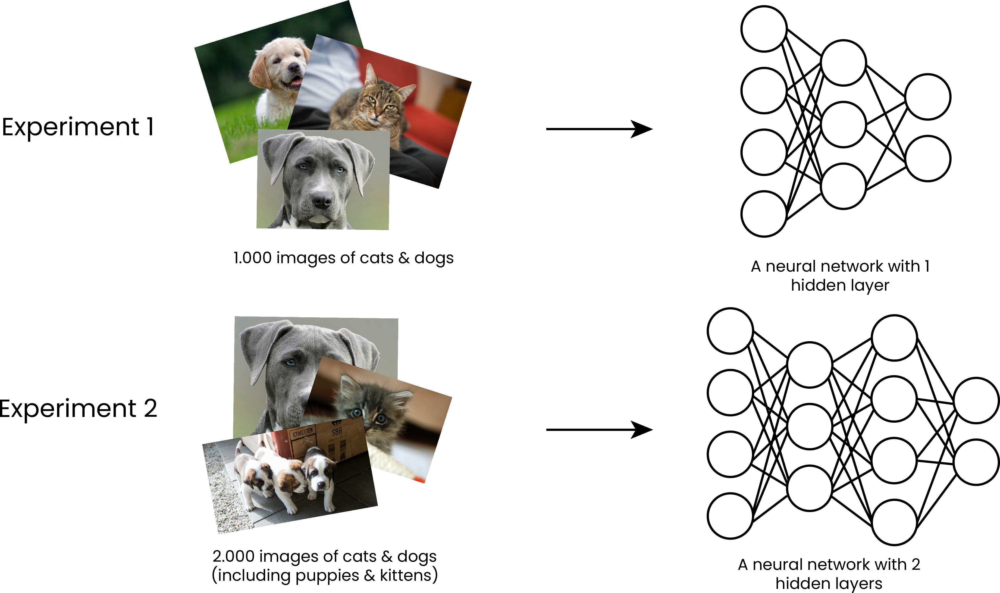 Experiment 1
1.000 images of cats & dogs
A neural network with 1
hidden layer
Experiment 2
ETIKETTEN
SBB
2.000 images of cats & dogs
(including puppies & kittens)
A neural network with 2
hidden layers